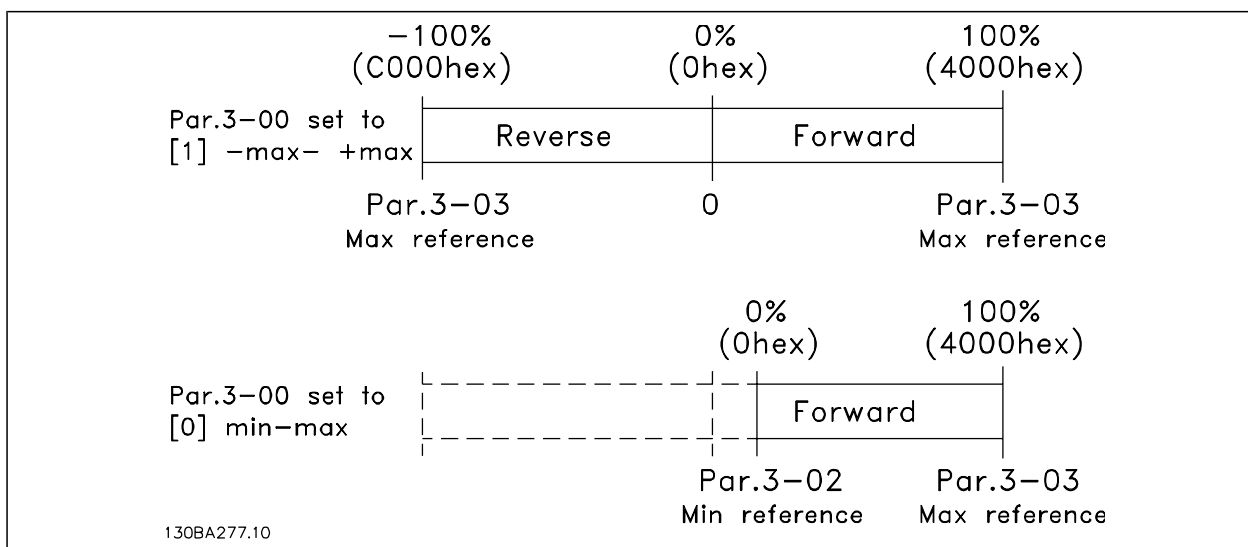 -100% 0% 100%
(C000hex) (0hex) (4000hex)
Par.3-00 set to
[1] -max- +max
Reverse Forward
Par.3-03 0 Par.3-03
Max reference Max reference
0% 100%
(0hex) (4000hex)
Par.3-00 set to
[0] min-max
Forward
Par.3-02 Par.3-03
Min reference Max reference
130BA277.10